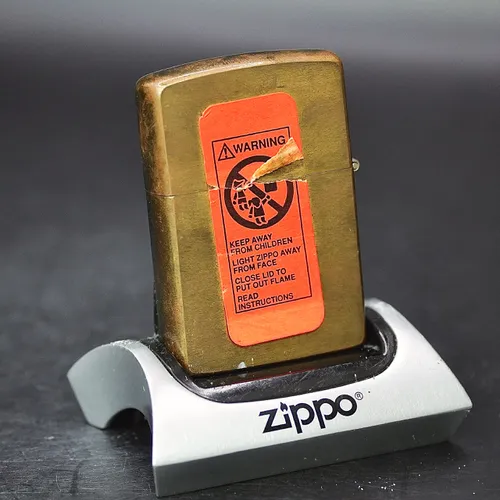 ⚠WARNING
KEEP AWAY
FROM CHILDREN
LIGHT ZIPPO AWAY
FROM FACE
CLOSE LID TO
PUT OUT FLAME
READ
INSTRUCTIONS
zippo®